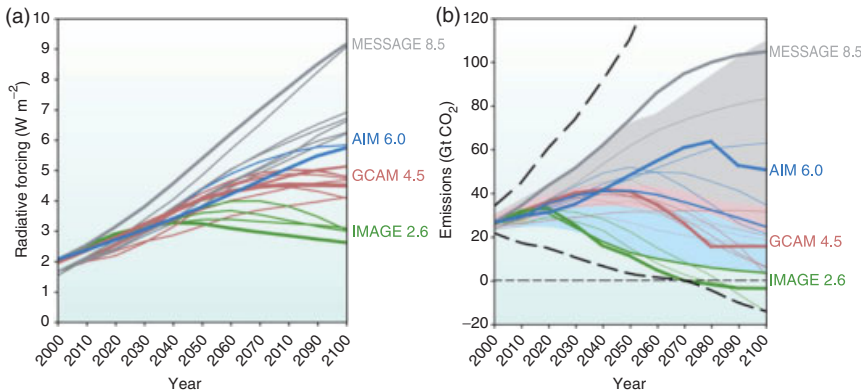 (a)
10
9
8
7
6
5
4
3
2
1
0
Radiative forcing (W m−2)
MESSAGE 8.5
AIM 6.0
GCAM 4.5
IMAGE 2.6
2000 2010 2020 2030 2040 2050 2060 2070 2010 2090 2100
Year
(b)
120
100
80
60
40
20
0
−20
Emissions (Gt CO2)
MESSAGE 8.5
AIM 6.0
GCAM 4.5
IMAGE 2.6
2000 2010 2020 2030 2040 2050 2060 2070 2080 2090 2100
Year